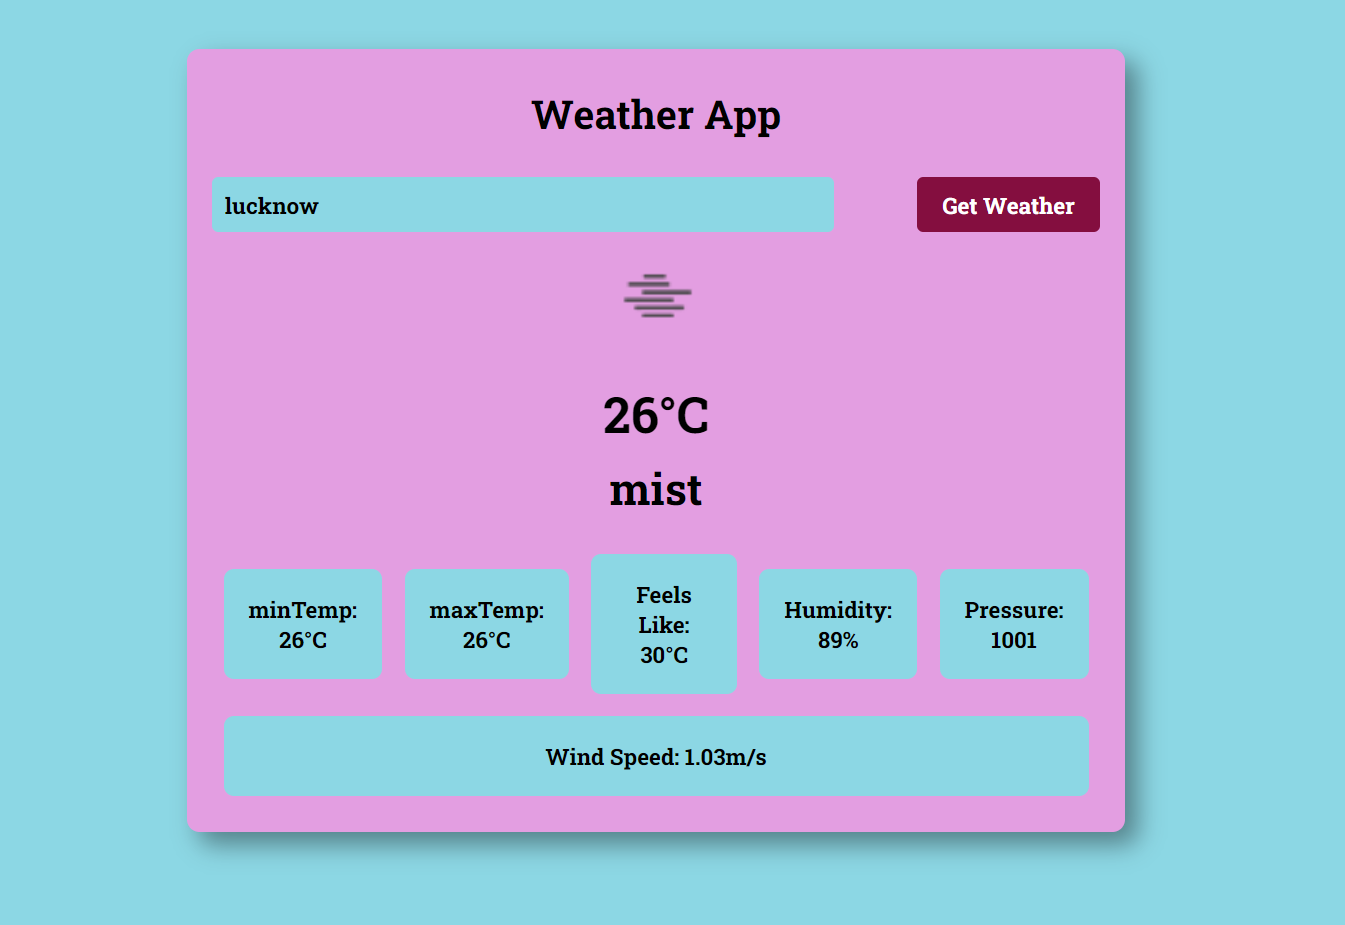 Weather App
lucknow
Get Weather
26°C
mist
minTemp:
26°C
maxTemp:
26°C
Feels
Like:
30°C
Humidity:
89%
Pressure:
1001
Wind Speed: 1.03m/s